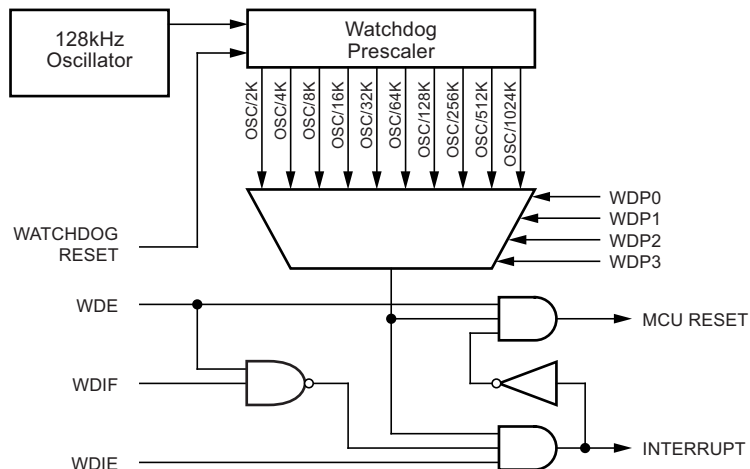 128kHz
Oscillator
Watchdog
Prescaler
OSC/2K
OSC/4K
OSC/8K
OSC/16K
OSC/32K
OSC/64K
OSC/128K
OSC/256K
OSC/512K
OSC/1024K
WDP0
WDP1
WDP2
WDP3
WATCHDOG
RESET
WDE
MCU RESET
WDIF
INTERRUPT
WDIE